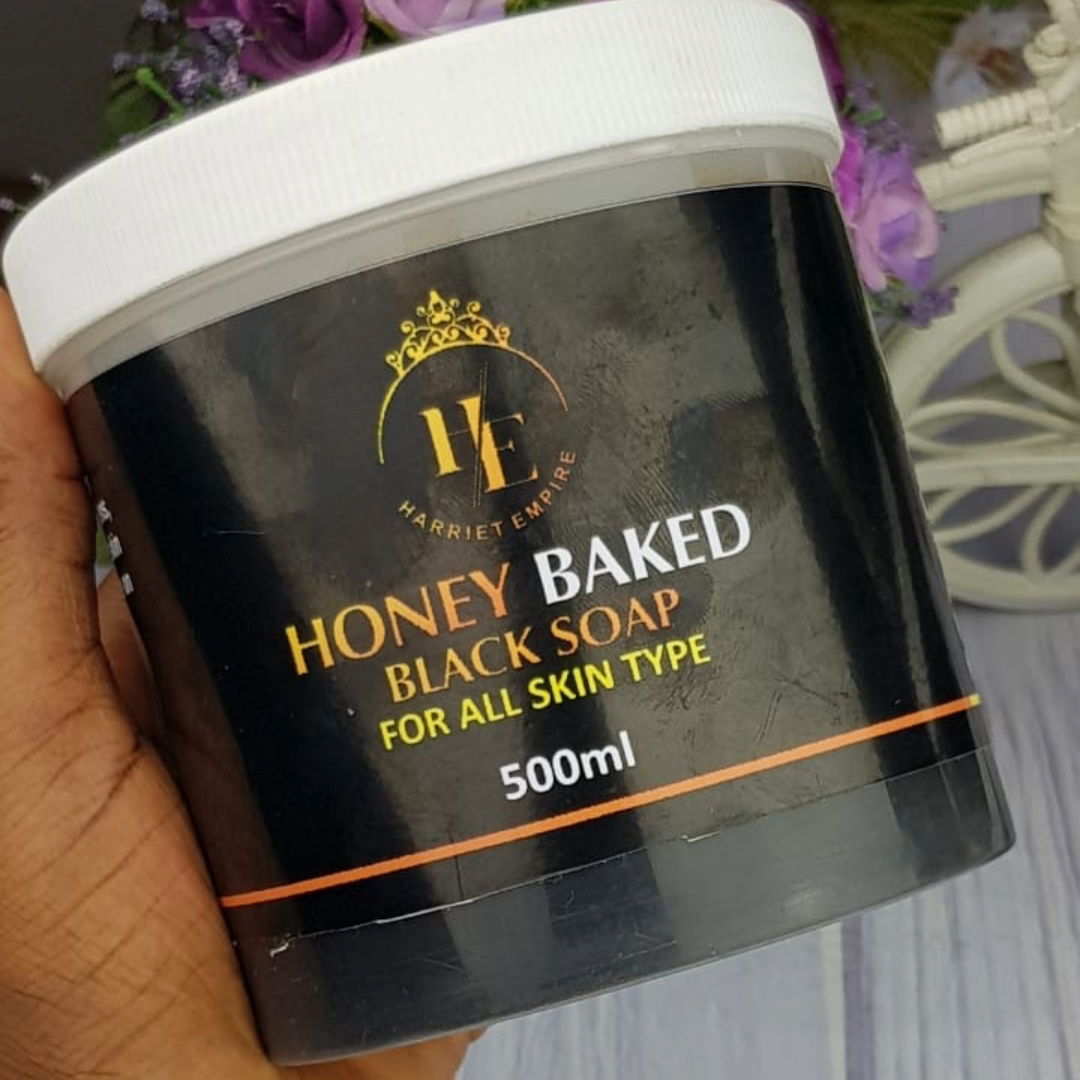 HE
HARRIET EMPIRE
HONEY BAKED
BLACK SOAP
FOR ALL SKIN TYPE
500ml